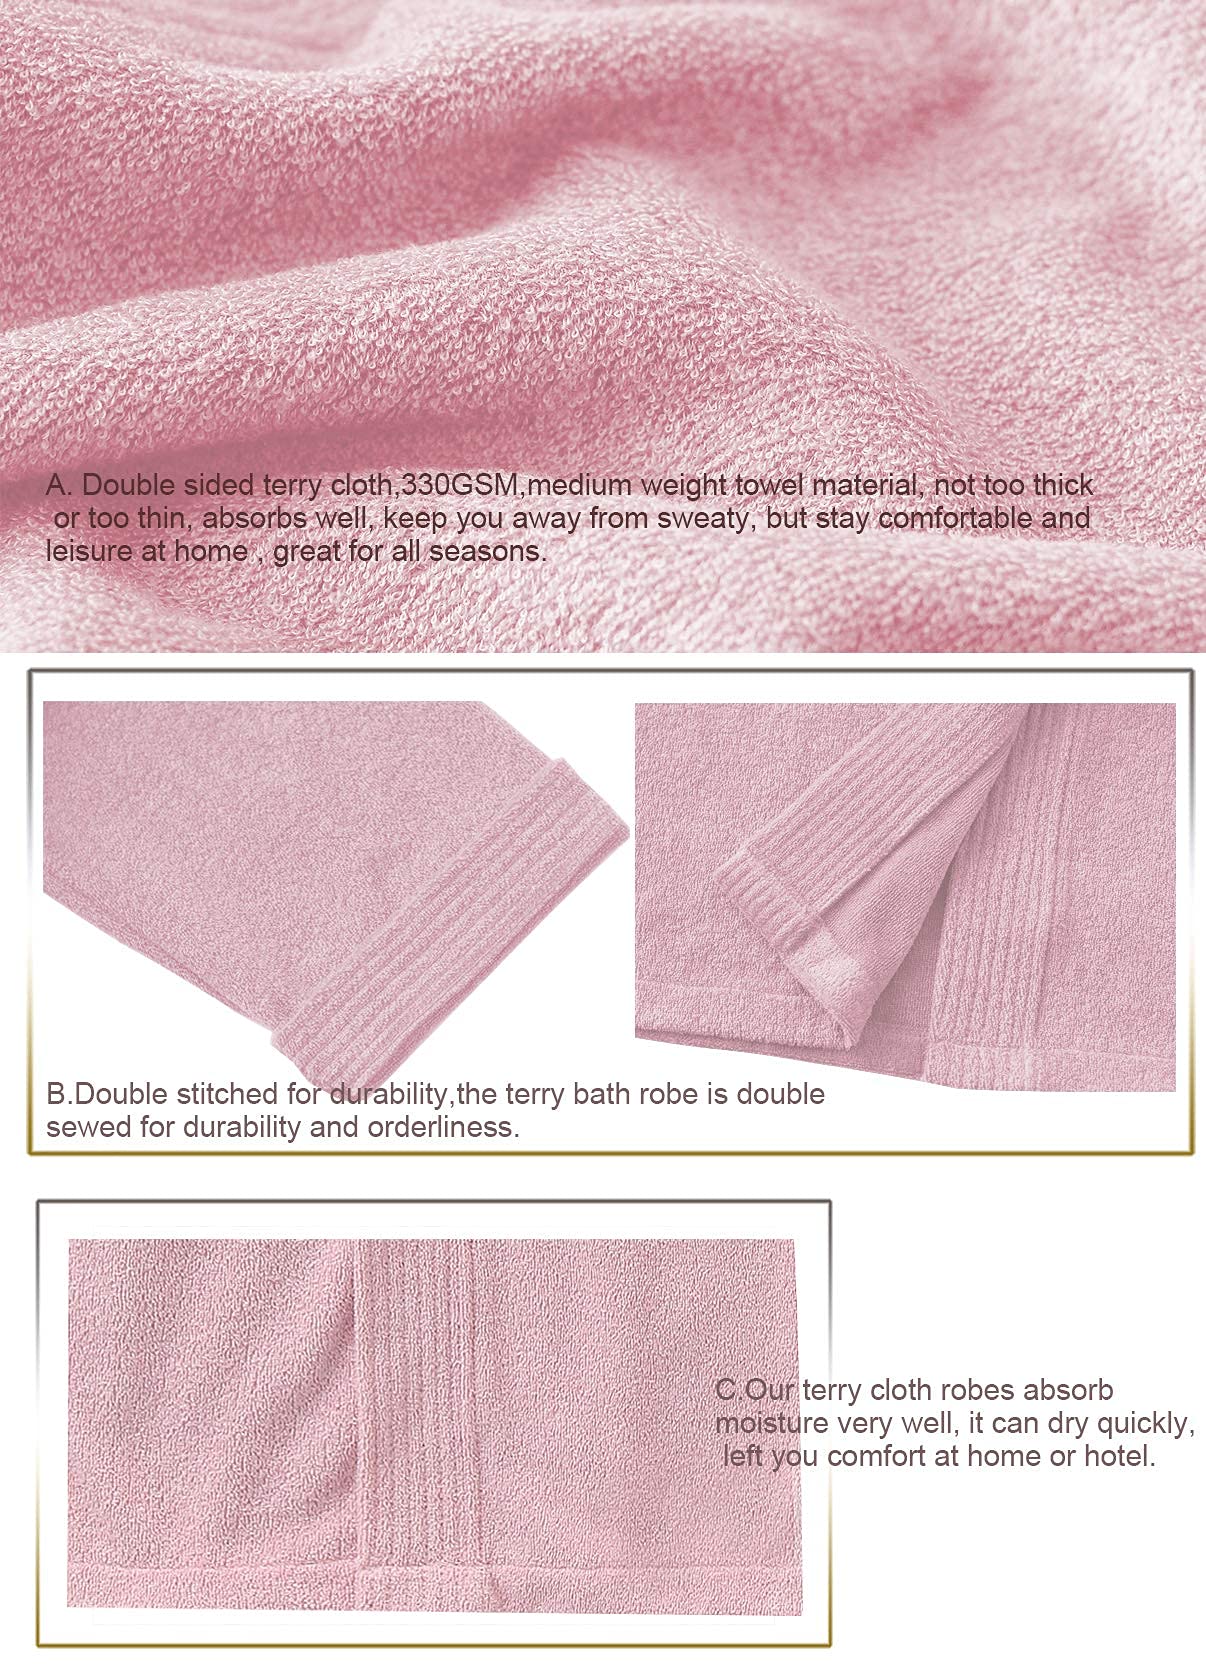 A. Double sided terry cloth,330GSM,medium weight towel material, not too thick
or too thin, absorbs well, keep you away from sweaty, but stay comfortable and
leisure at home , great for all seasons.
B.Double stitched for durability,the terry bath robe is double
sewed for durability and orderliness.
C.Our terry cloth robes absorb
moisture very well, it can dry quickly,
left you comfort at home or hotel.